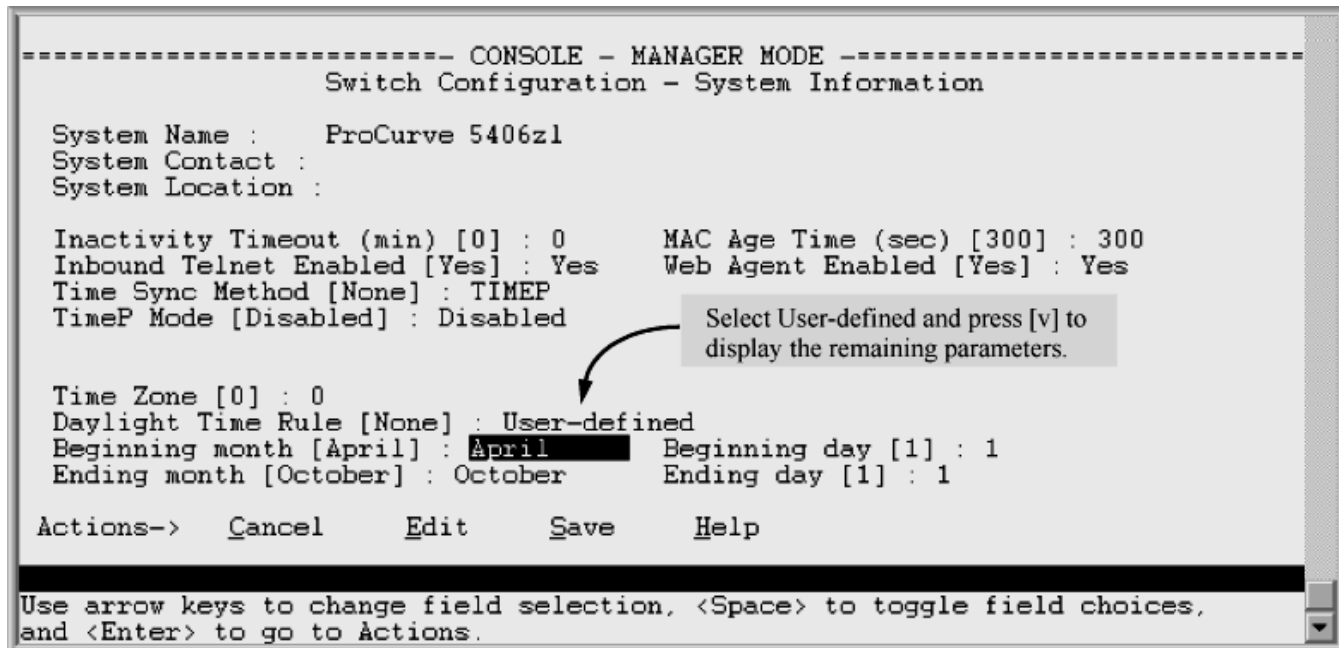 ===========================- CONSOLE - MANAGER MODE -============================
Switch Configuration - System Information
System Name : ProCurve 5406zl
System Contact :
System Location :
Inactivity Timeout (min) [0] : 0 MAC Age Time (sec) [300] : 300
Inbound Telnet Enabled [Yes] : Yes Web Agent Enabled [Yes] : Yes
Time Sync Method [None] : TIMEP
TimeP Mode [Disabled] : Disabled
Select User-defined and press [v] to
display the remaining parameters.
Time Zone [0] : 0
Daylight Time Rule [None] : User-defined
Beginning month [April] : April Beginning day [1] : 1
Ending month [October] : October Ending day [1] : 1
Actions-> Cancel Edit Save Help
Use arrow keys to change field selection, <Space> to toggle field choices,
and <Enter> to go to Actions.